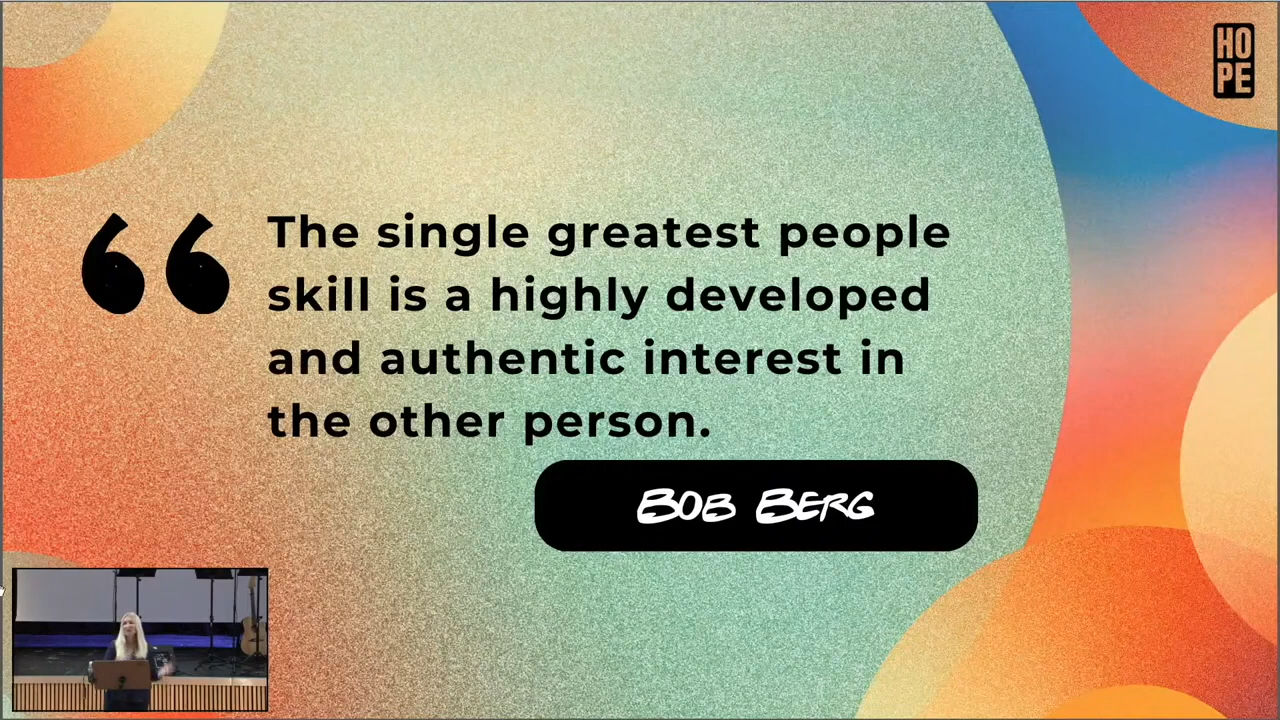 HO
PE
“
The single greatest people
skill is a highly developed
and authentic interest in
the other person.
BOB BERG